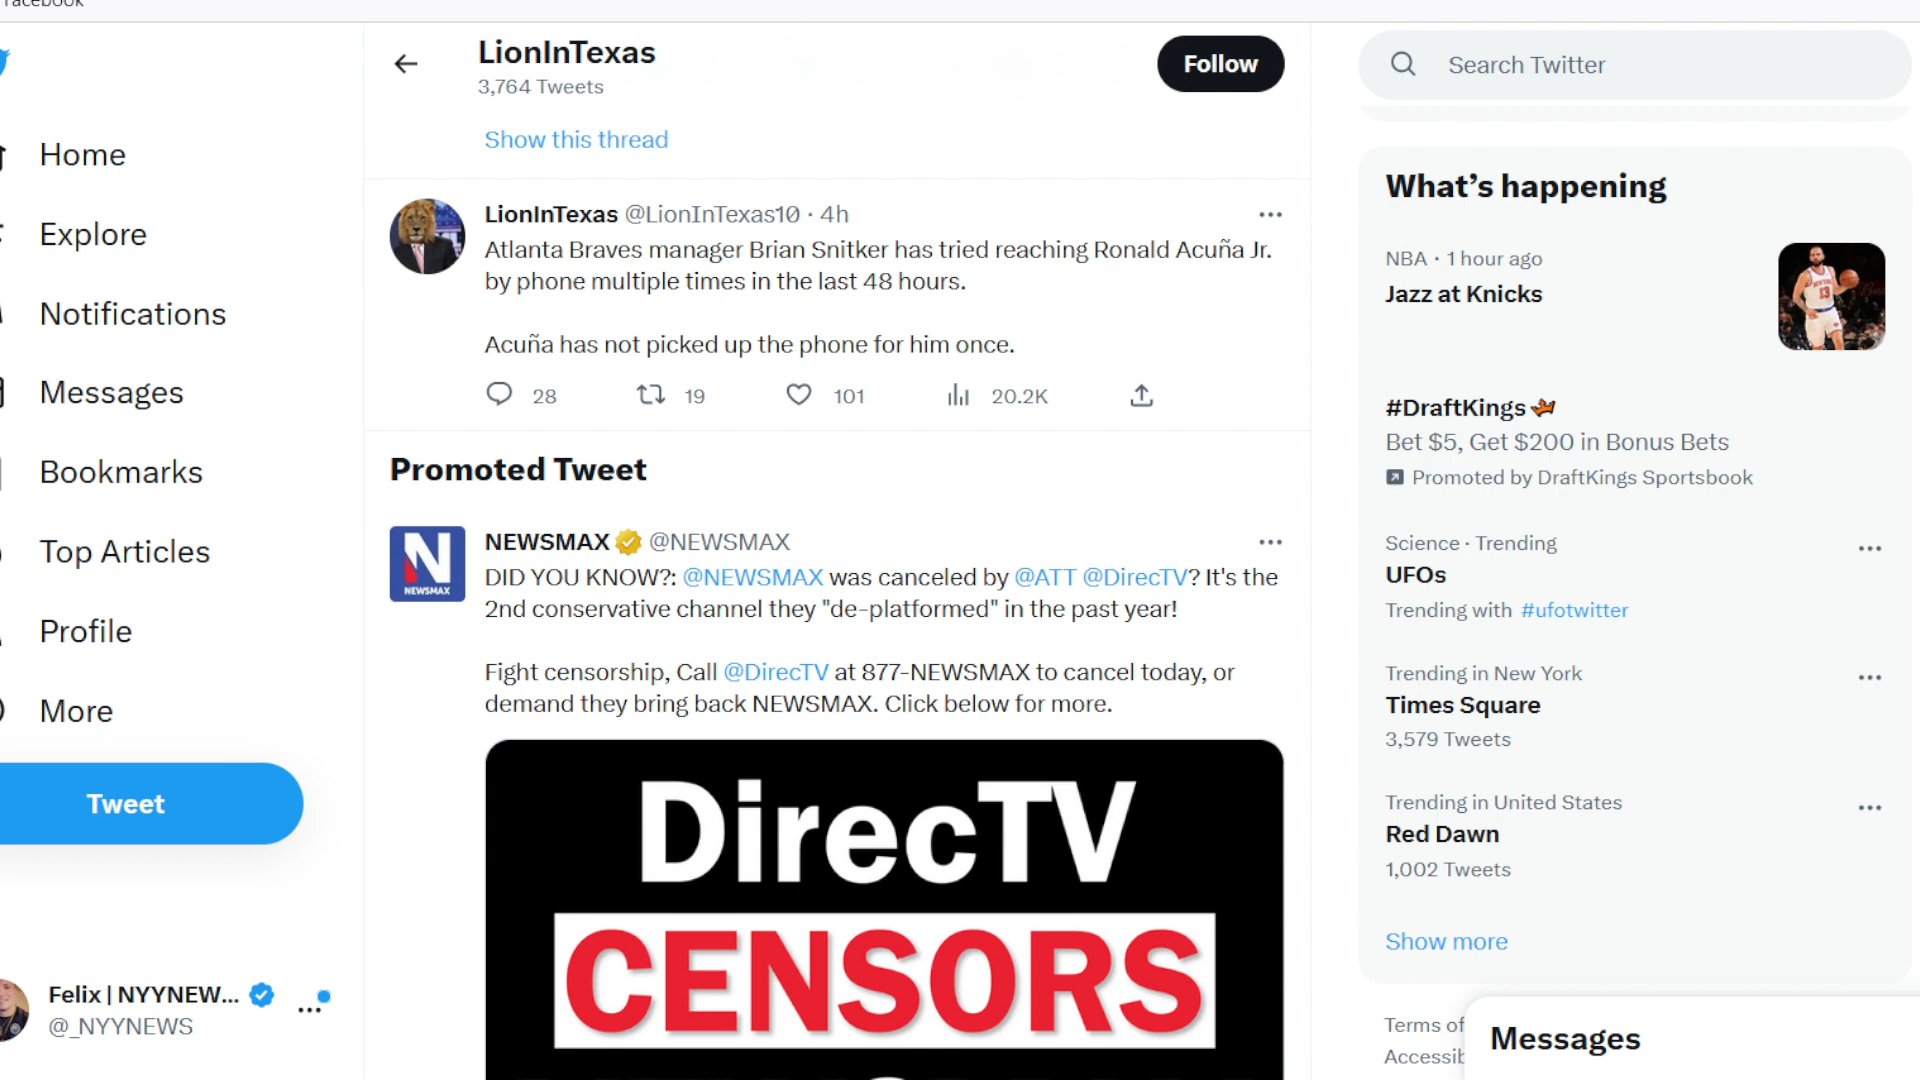 Facebook
LionInTexas
3,764 Tweets
Follow
Search Twitter
Show this thread
Home
Explore
Notifications
Messages
Bookmarks
Top Articles
Profile
More
Tweet
Felix | NYYNEW...
@_NYYNEWS
LionInTexas @LionInTexas10 · 4h
Atlanta Braves manager Brian Snitker has tried reaching Ronald Acuña Jr.
by phone multiple times in the last 48 hours.
Acuña has not picked up the phone for him once.
28 19 101 20.2K
Promoted Tweet
NEWSMAX @NEWSMAX
DID YOU KNOW?: @NEWSMAX was canceled by @ATT @DirecTV? It's the
2nd conservative channel they "de-platformed" in the past year!
Fight censorship, Call @DirecTV at 877-NEWSMAX to cancel today, or
demand they bring back NEWSMAX. Click below for more.
N
NEWSMAX
DirecTV
CENSORS
What's happening
NBA · 1 hour ago
Jazz at Knicks
13
#DraftKings
Bet $5, Get $200 in Bonus Bets
Promoted by DraftKings Sportsbook
Science · Trending
UFOs
Trending with #ufotwitter
Trending in New York
Times Square
3,579 Tweets
Trending in United States
Red Dawn
1,002 Tweets
Show more
Terms of
Accessib
Messages